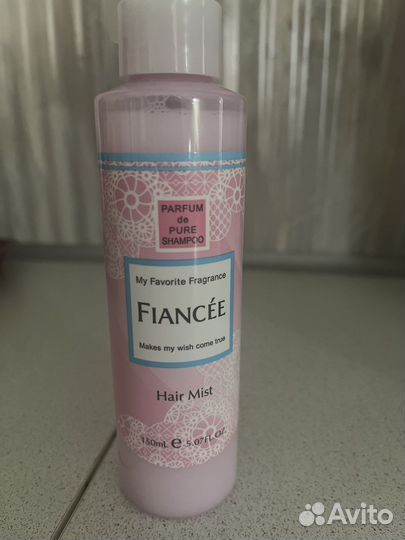 PARFUM
de
PURE
SHAMPOO
My Favorite Fragrance
FIANCÉE
Makes my wish come true
Hair Mist
150mL e 5.07FL.Oz.
Avito